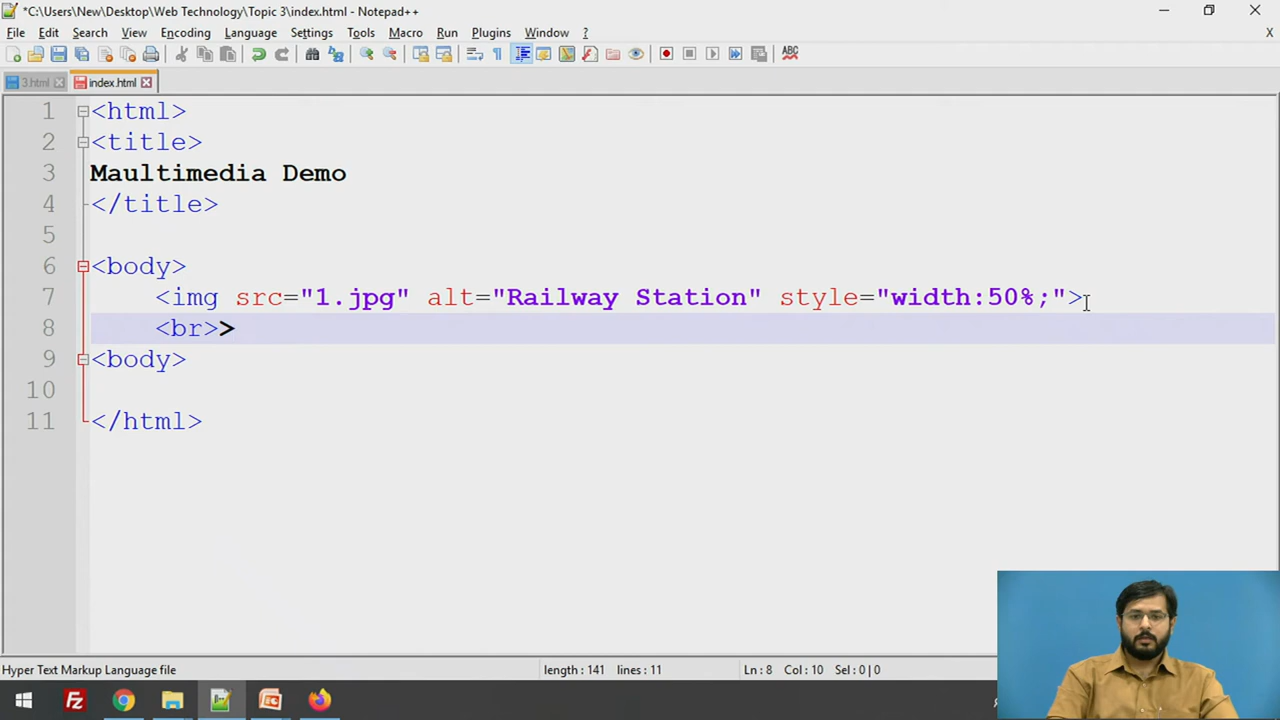 *C:\Users\New\Desktop\Web Technology\Topic 3\index.html - Notepad++
File Edit Search View Encoding Language Settings Tools Macro Run Plugins Window ? X
ABC
3.html index.html
1 <html>
2 <title>
3 Maultimedia Demo
4 </title>
5
6 <body>
7 <img src="1.jpg" alt="Railway Station" style="width:50%;">
8 <br>>
9 <body>
10
11 </html>
Hyper Text Markup Language file length : 141 lines : 11 Ln : 8 Col : 10 Sel : 0 | 0
Fz